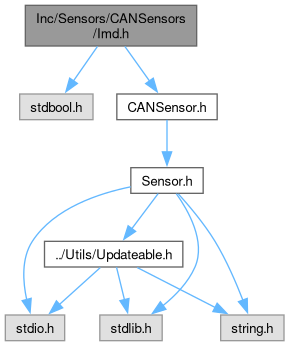 Inc/Sensors/CANSensors
/Imd.h
stdbool.h
CANSensor.h
Sensor.h
../Utils/Updateable.h
stdio.h
stdlib.h
string.h